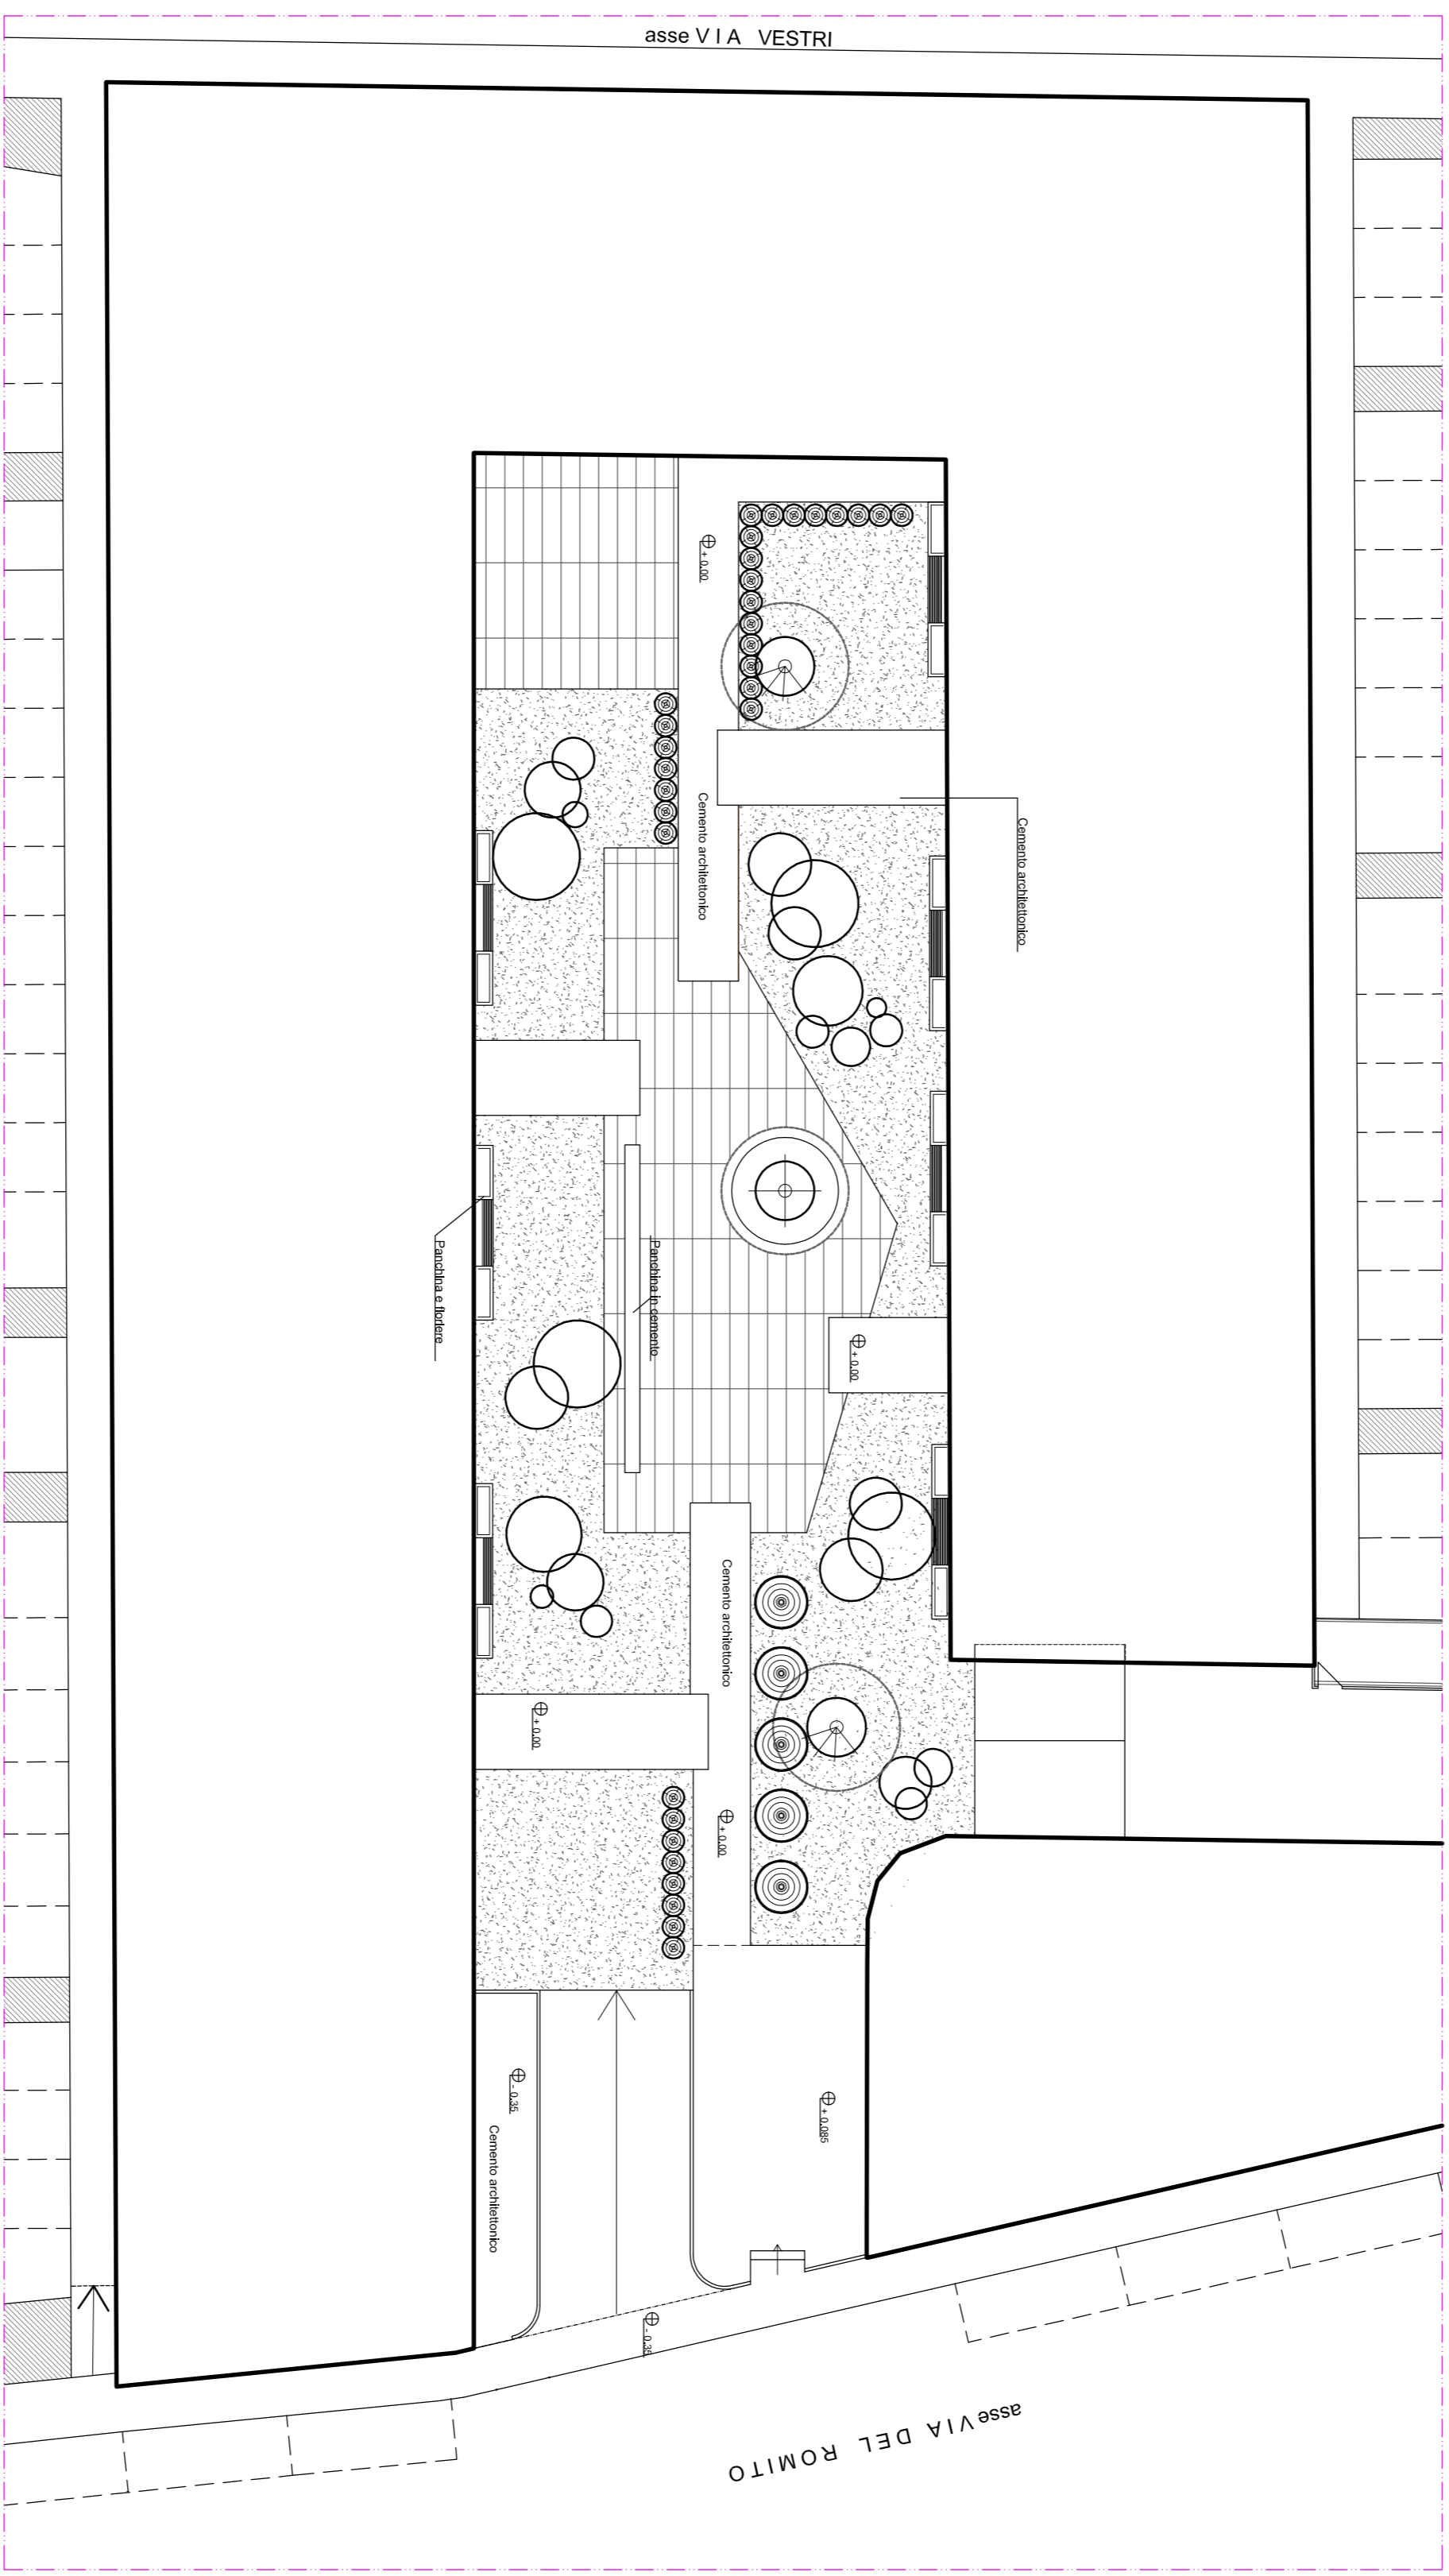 asse VIA VESTRI
+ 0.00
Cemento architettonico
Cemento architettonico
Panchina e fioriere
Panchina in cemento
+ 0.00
Cemento architettonico
+ 0.00
+ 0.00
- 0.35
+ 0.085
Cemento architettonico
- 0.35
asse VIA DEL ROMITO